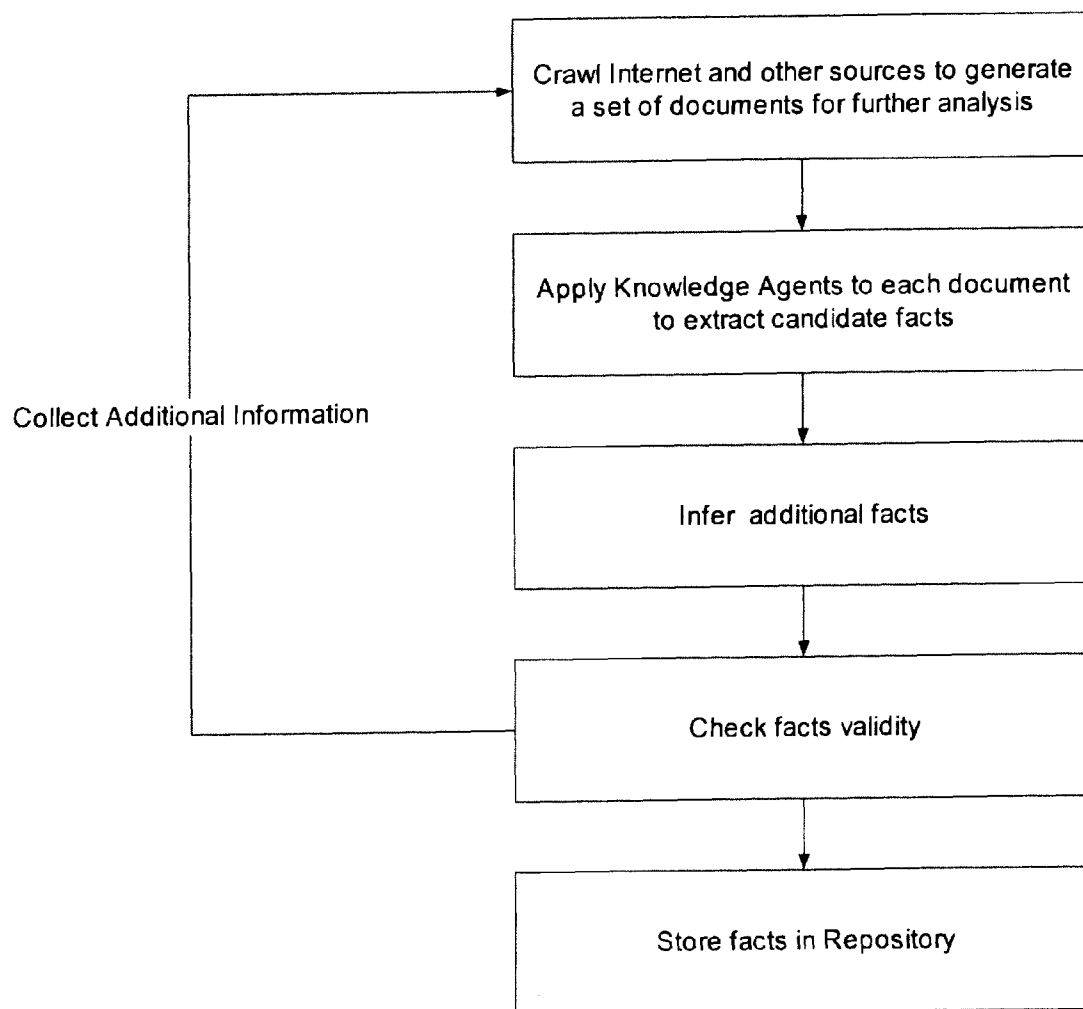 Crawl Internet and other sources to generate
a set of documents for further analysis
Apply Knowledge Agents to each document
to extract candidate facts
Collect Additional Information
Infer additional facts
Check facts validity
Store facts in Repository